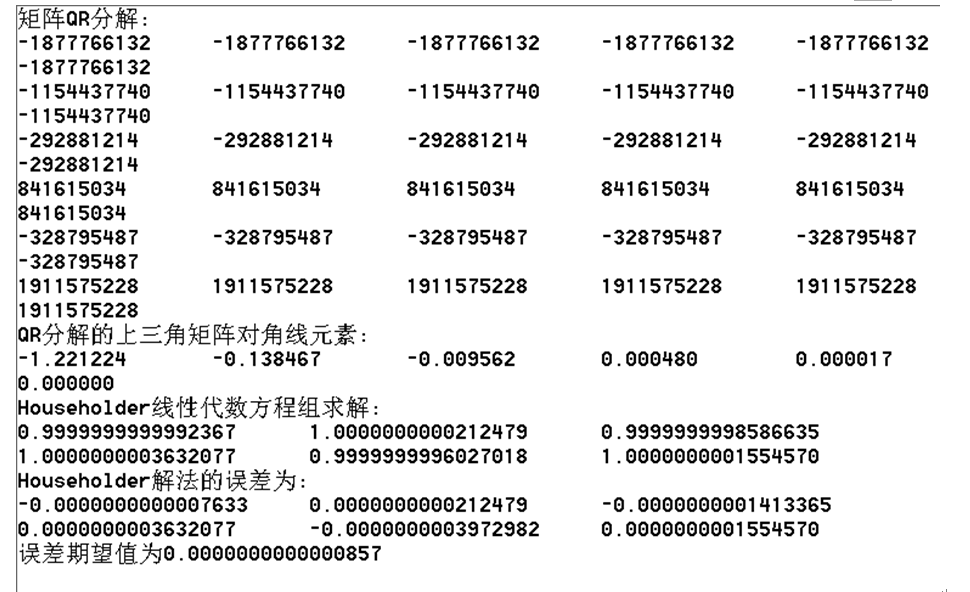 矩阵QR分解:
-1877766132 -1877766132 -1877766132 -1877766132 -1877766132
-1877766132
-1154437740 -1154437740 -1154437740 -1154437740 -1154437740
-1154437740
-292881214 -292881214 -292881214 -292881214 -292881214
-292881214
841615034 841615034 841615034 841615034 841615034
841615034
-328795487 -328795487 -328795487 -328795487 -328795487
-328795487
1911575228 1911575228 1911575228 1911575228 1911575228
1911575228
QR分解的上三角矩阵对角线元素:
-1.221224 -0.138467 -0.009562 0.000480 0.000017
0.000000
Householder线性代数方程组求解:
0.9999999999992367 1.0000000000212479 0.9999999998586635
1.0000000003632077 0.9999999996027018 1.0000000001554570
Householder解法的误差为:
-0.0000000000007633 0.0000000000212479 -0.0000000001413365
0.0000000003632077 -0.0000000003972982 0.0000000001554570
误差期望值为0.0000000000000857